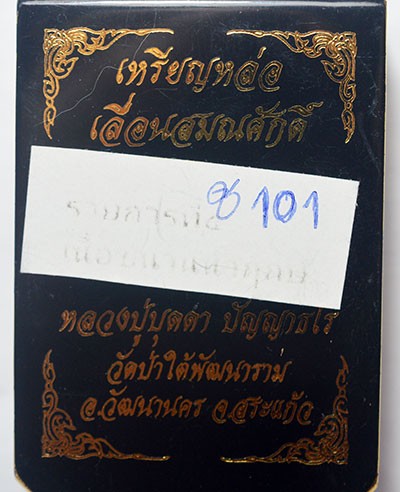 เหรียญหล่อ
เลื่อนสมณศักดิ์
ช 101
หลวงปู่บุดดา ปัญญาธโร
วัดป่าใต้พัฒนาราม
อ.วัฒนานคร จ.สระแก้ว